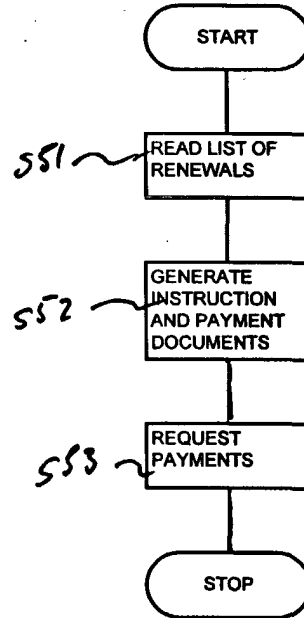 START
S51
READ LIST OF
RENEWALS
S52
GENERATE
INSTRUCTION
AND PAYMENT
DOCUMENTS
S53
REQUEST
PAYMENTS
STOP